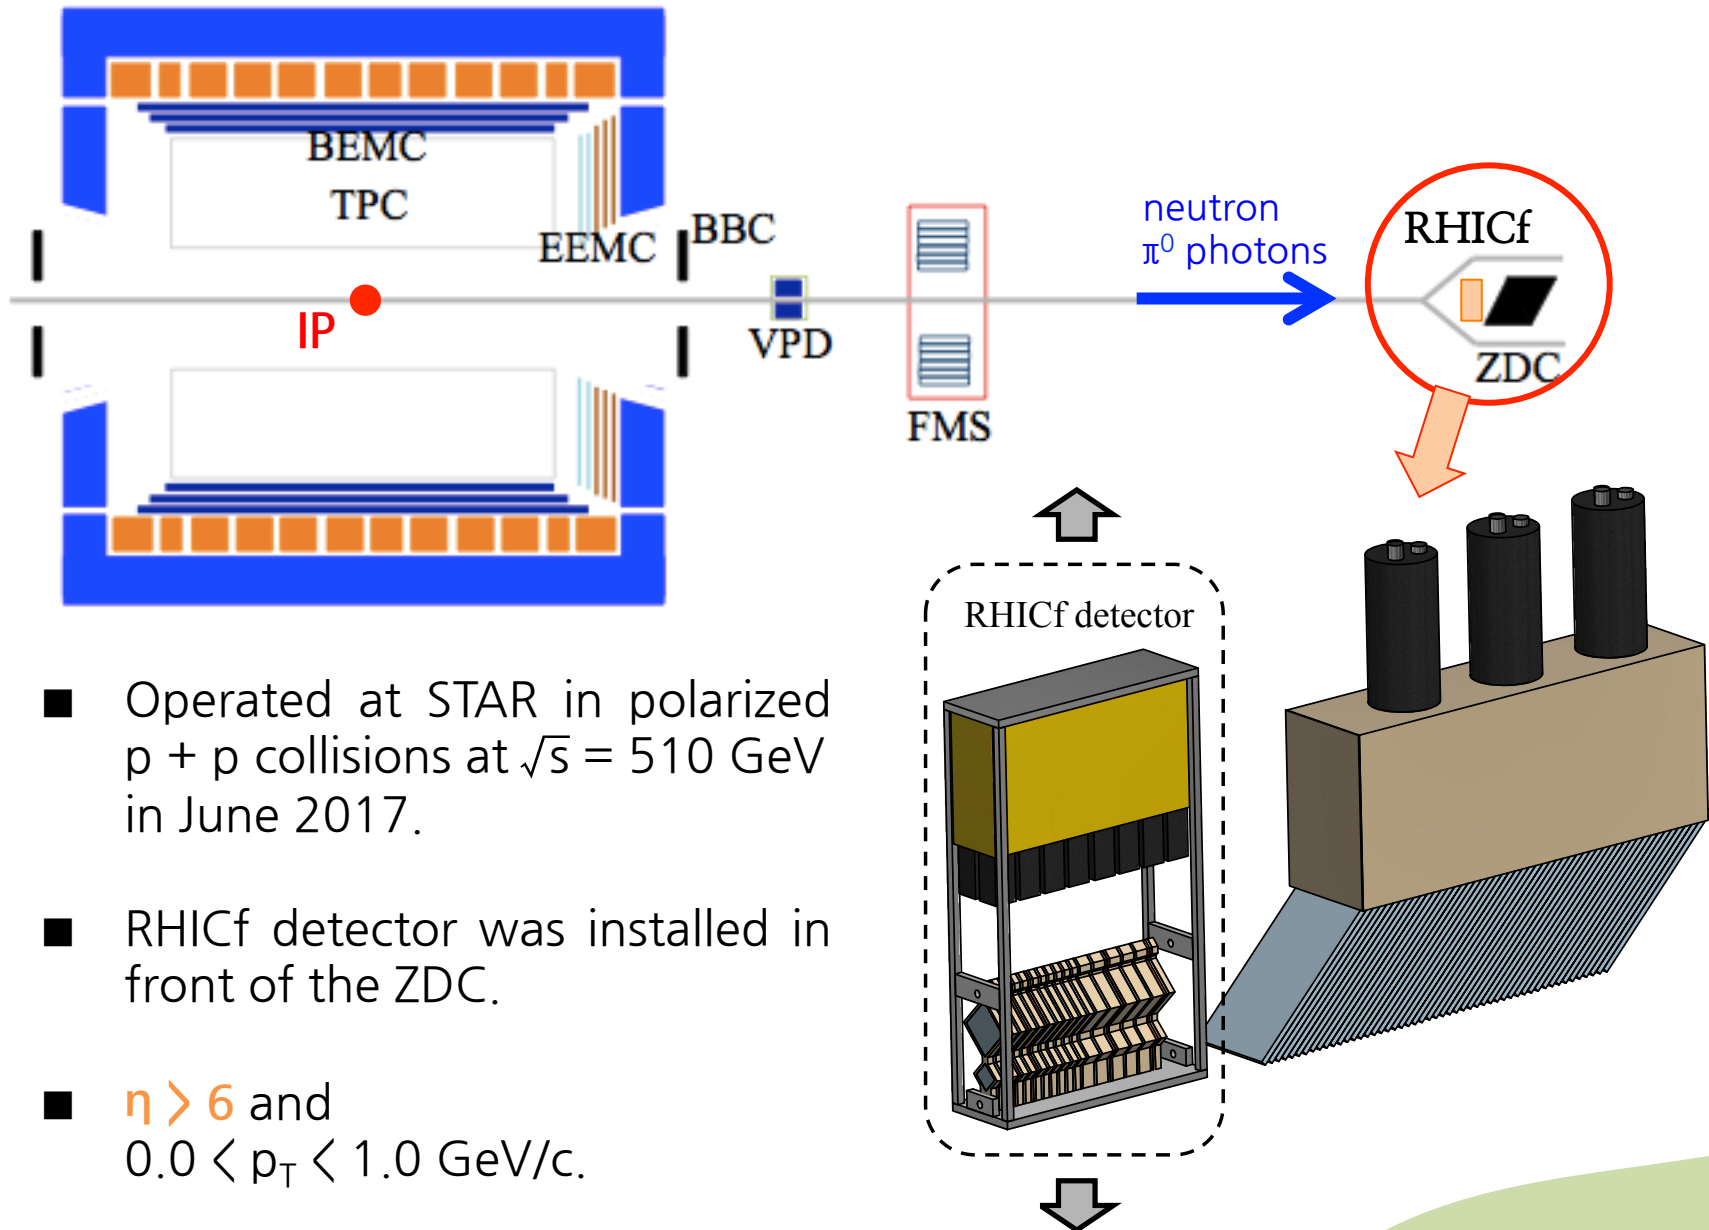 BEMC
TPC
EEMC
BBC
IP
VPD
FMS
neutron
π⁰ photons
RHICf
ZDC
RHICf detector
■ Operated at STAR in polarized
p + p collisions at √s = 510 GeV
in June 2017.
■ RHICf detector was installed in
front of the ZDC.
■ η > 6 and
0.0 < p_T < 1.0 GeV/c.